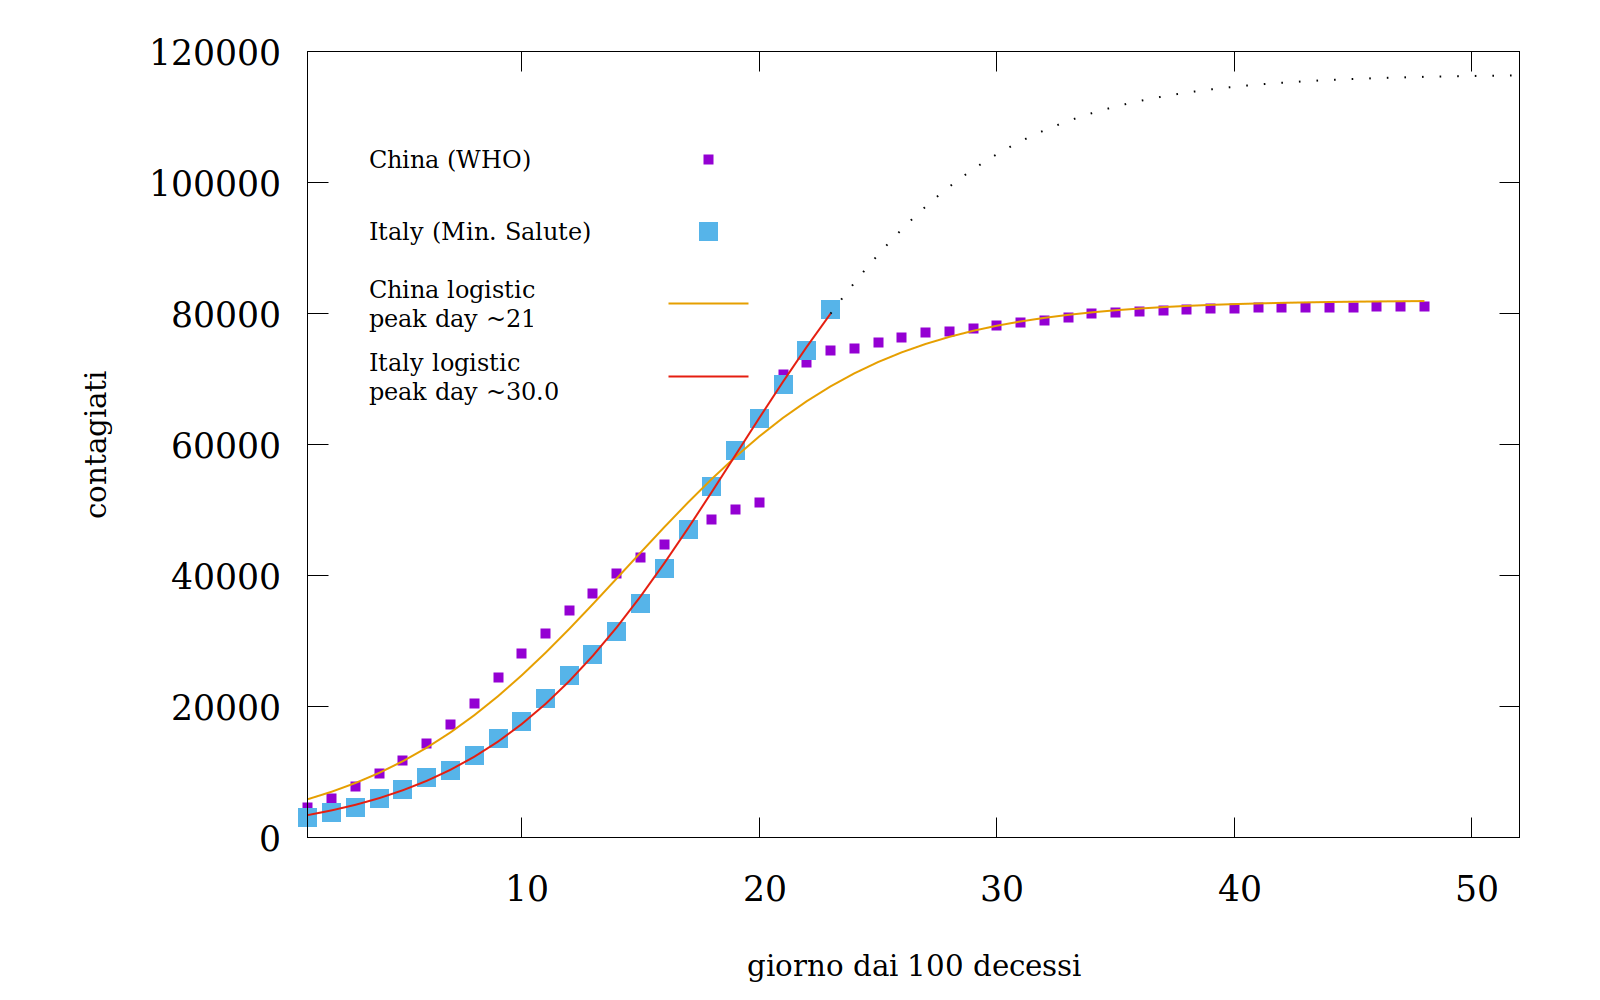 120000
100000
80000
60000
40000
20000
0
contagiati
China (WHO)
Italy (Min. Salute)
China logistic
peak day ~21
Italy logistic
peak day ~30.0
10 20 30 40 50
giorno dai 100 decessi